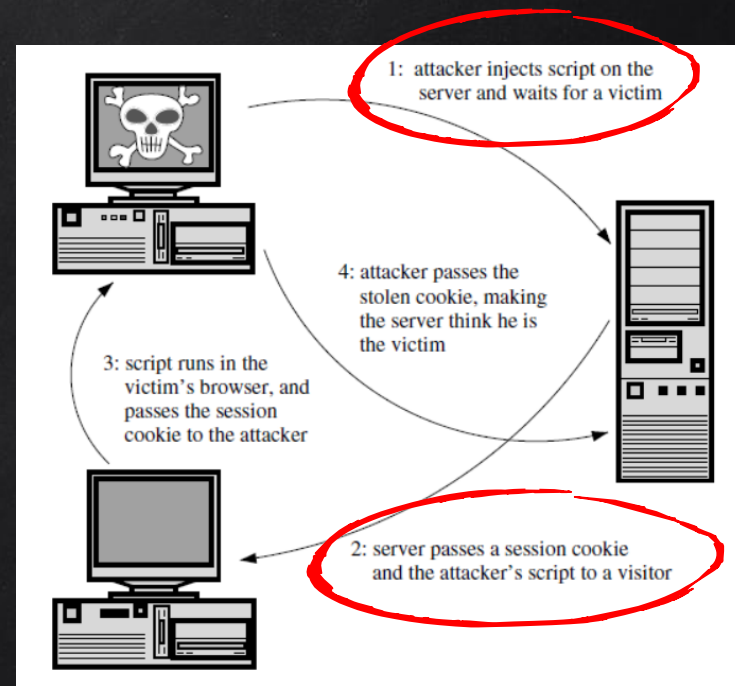 1: attacker injects script on the
server and waits for a victim
4: attacker passes the
stolen cookie, making
the server think he is
the victim
3: script runs in the
victim's browser, and
passes the session
cookie to the attacker
2: server passes a session cookie
and the attacker's script to a visitor